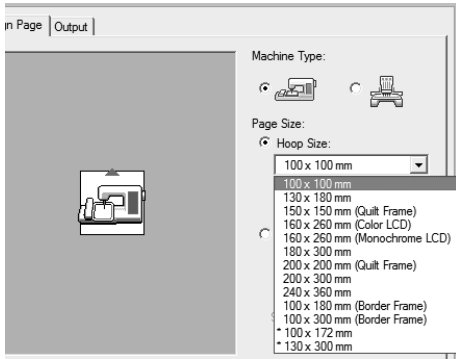 n Page
Output
Machine Type:
Page Size:
Hoop Size:
100 x 100 mm
100 x 100 mm
130 x 180 mm
150 x 150 mm (Quilt Frame)
160 x 260 mm (Color LCD)
160 x 260 mm (Monochrome LCD)
180 x 300 mm
200 x 200 mm (Quilt Frame)
200 x 300 mm
240 x 360 mm
100 x 180 mm (Border Frame)
100 x 300 mm (Border Frame)
* 100 x 172 mm
* 130 x 300 mm